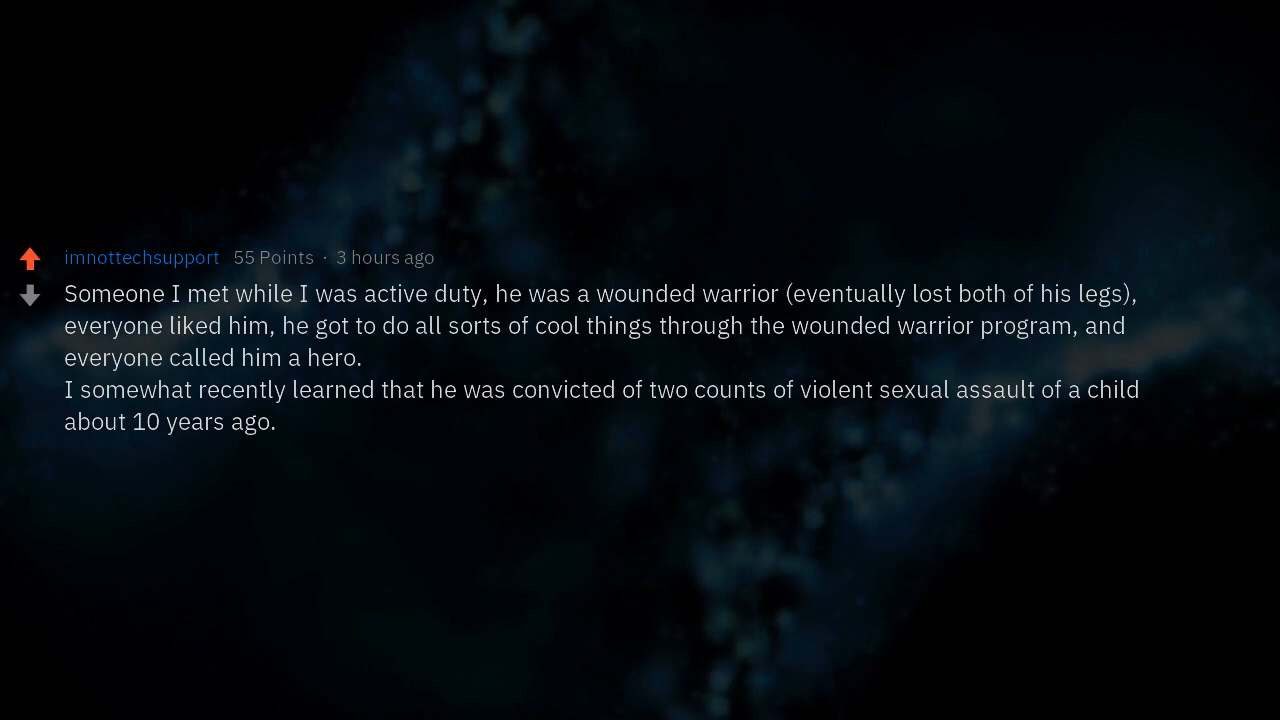 imnottechsupport 55 Points · 3 hours ago
Someone I met while I was active duty, he was a wounded warrior (eventually lost both of his legs),
everyone liked him, he got to do all sorts of cool things through the wounded warrior program, and
everyone called him a hero.
I somewhat recently learned that he was convicted of two counts of violent sexual assault of a child
about 10 years ago.